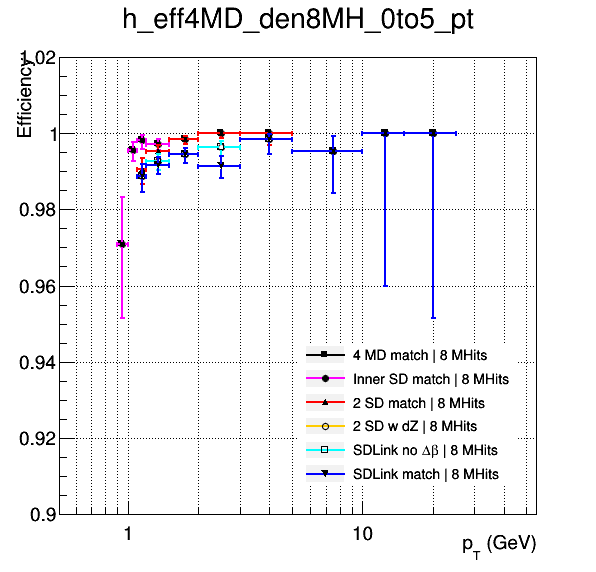 h_eff4MD_den8MH_0to5_pt
Efficiency
1.02
1
0.98
0.96
0.94
0.92
0.9
4 MD match | 8 MHits
Inner SD match | 8 MHits
2 SD match | 8 MHits
2 SD w dZ | 8 MHits
SDLink no Δβ | 8 MHits
SDLink match | 8 MHits
1
10
p_T (GeV)